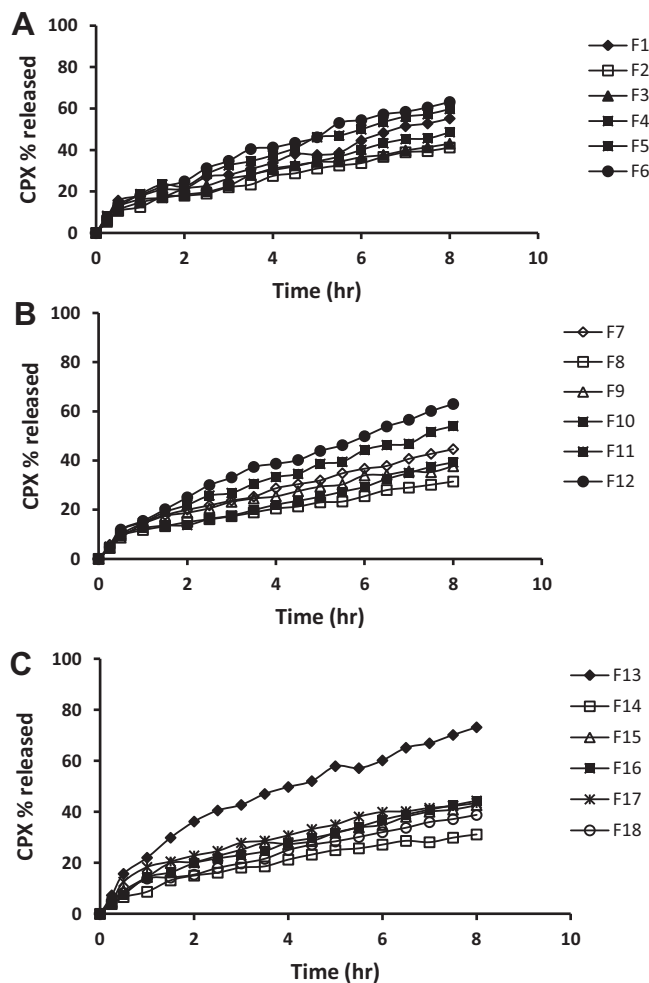 A
CPX % released
100
80
60
40
20
0
0 2 4 6 8 10
Time (hr)
F1
F2
F3
F4
F5
F6
B
CPX % released
100
80
60
40
20
0
0 2 4 6 8 10
Time (hr)
F7
F8
F9
F10
F11
F12
C
CPX % released
100
80
60
40
20
0
0 2 4 6 8 10
Time (hr)
F13
F14
F15
F16
F17
F18